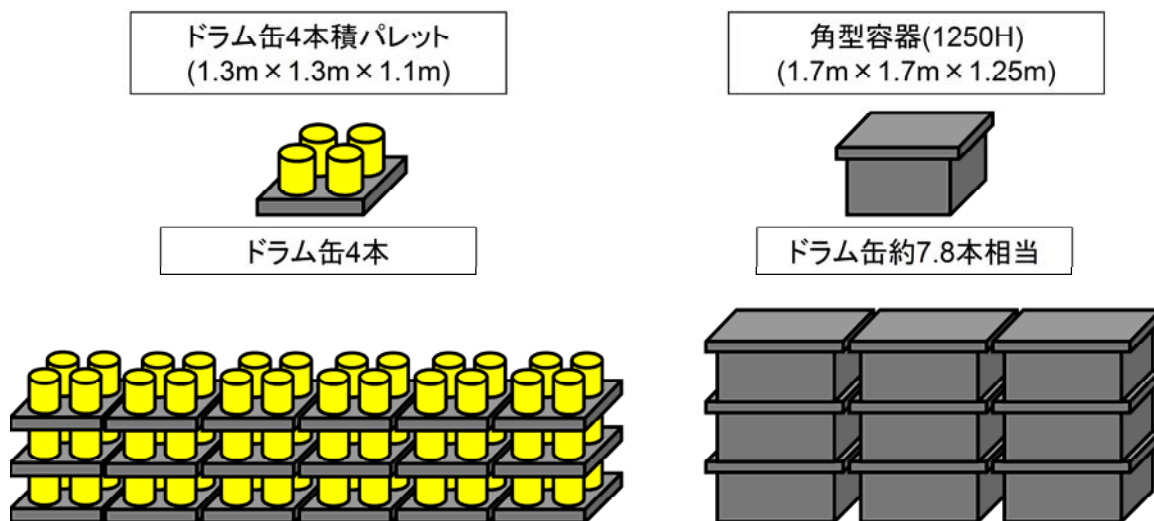 ドラム缶4本積パレット
(1.3m×1.3m×1.1m)
角型容器(1250H)
(1.7m×1.7m×1.25m)
ドラム缶4本
ドラム缶約7.8本相当